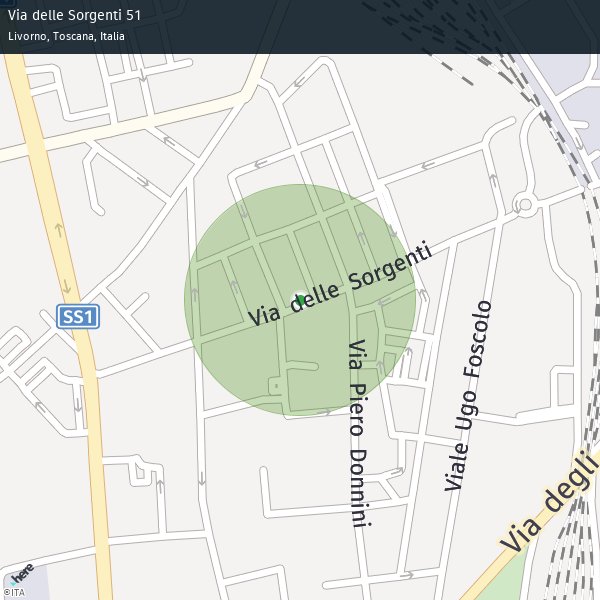 Via delle Sorgenti 51
Livorno, Toscana, Italia
Via delle Sorgenti
SS1
Via Piero Donnini
Viale Ugo Foscolo
Via degli
here
©ITA